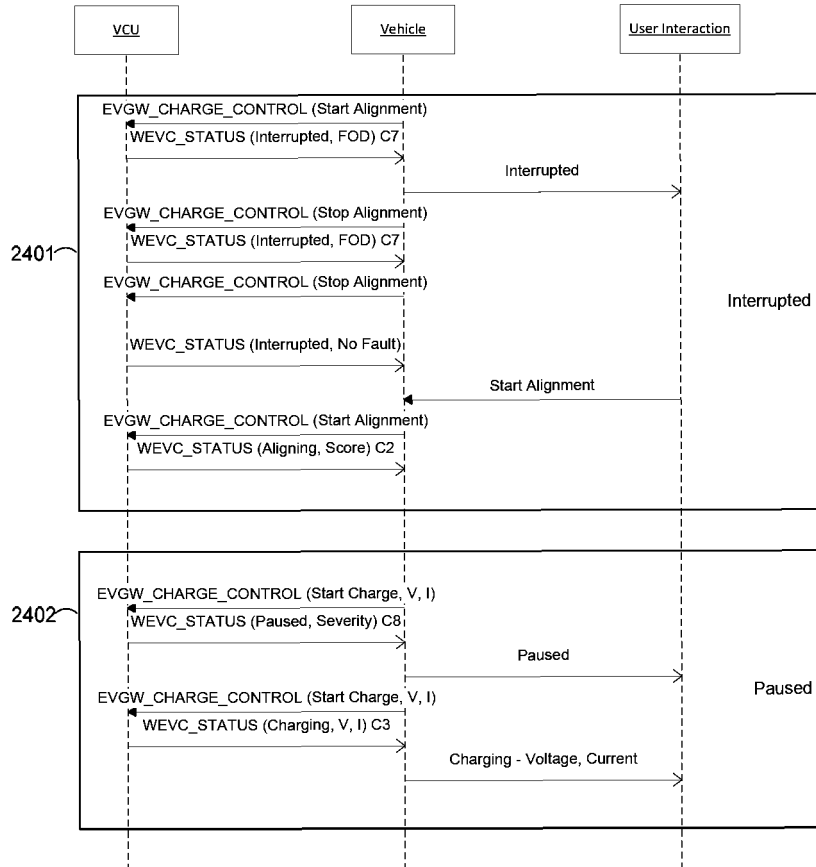 VCU
Vehicle
User Interaction
EVGW_CHARGE_CONTROL (Start Alignment)
WEVC_STATUS (Interrupted, FOD) C7
Interrupted
EVGW_CHARGE_CONTROL (Stop Alignment)
WEVC_STATUS (Interrupted, FOD) C7
2401
EVGW_CHARGE_CONTROL (Stop Alignment)
Interrupted
WEVC_STATUS (Interrupted, No Fault)
Start Alignment
EVGW_CHARGE_CONTROL (Start Alignment)
WEVC_STATUS (Aligning, Score) C2
EVGW_CHARGE_CONTROL (Start Charge, V, I)
2402
WEVC_STATUS (Paused, Severity) C8
Paused
Paused
EVGW_CHARGE_CONTROL (Start Charge, V, I)
WEVC_STATUS (Charging, V, I) C3
Charging - Voltage, Current